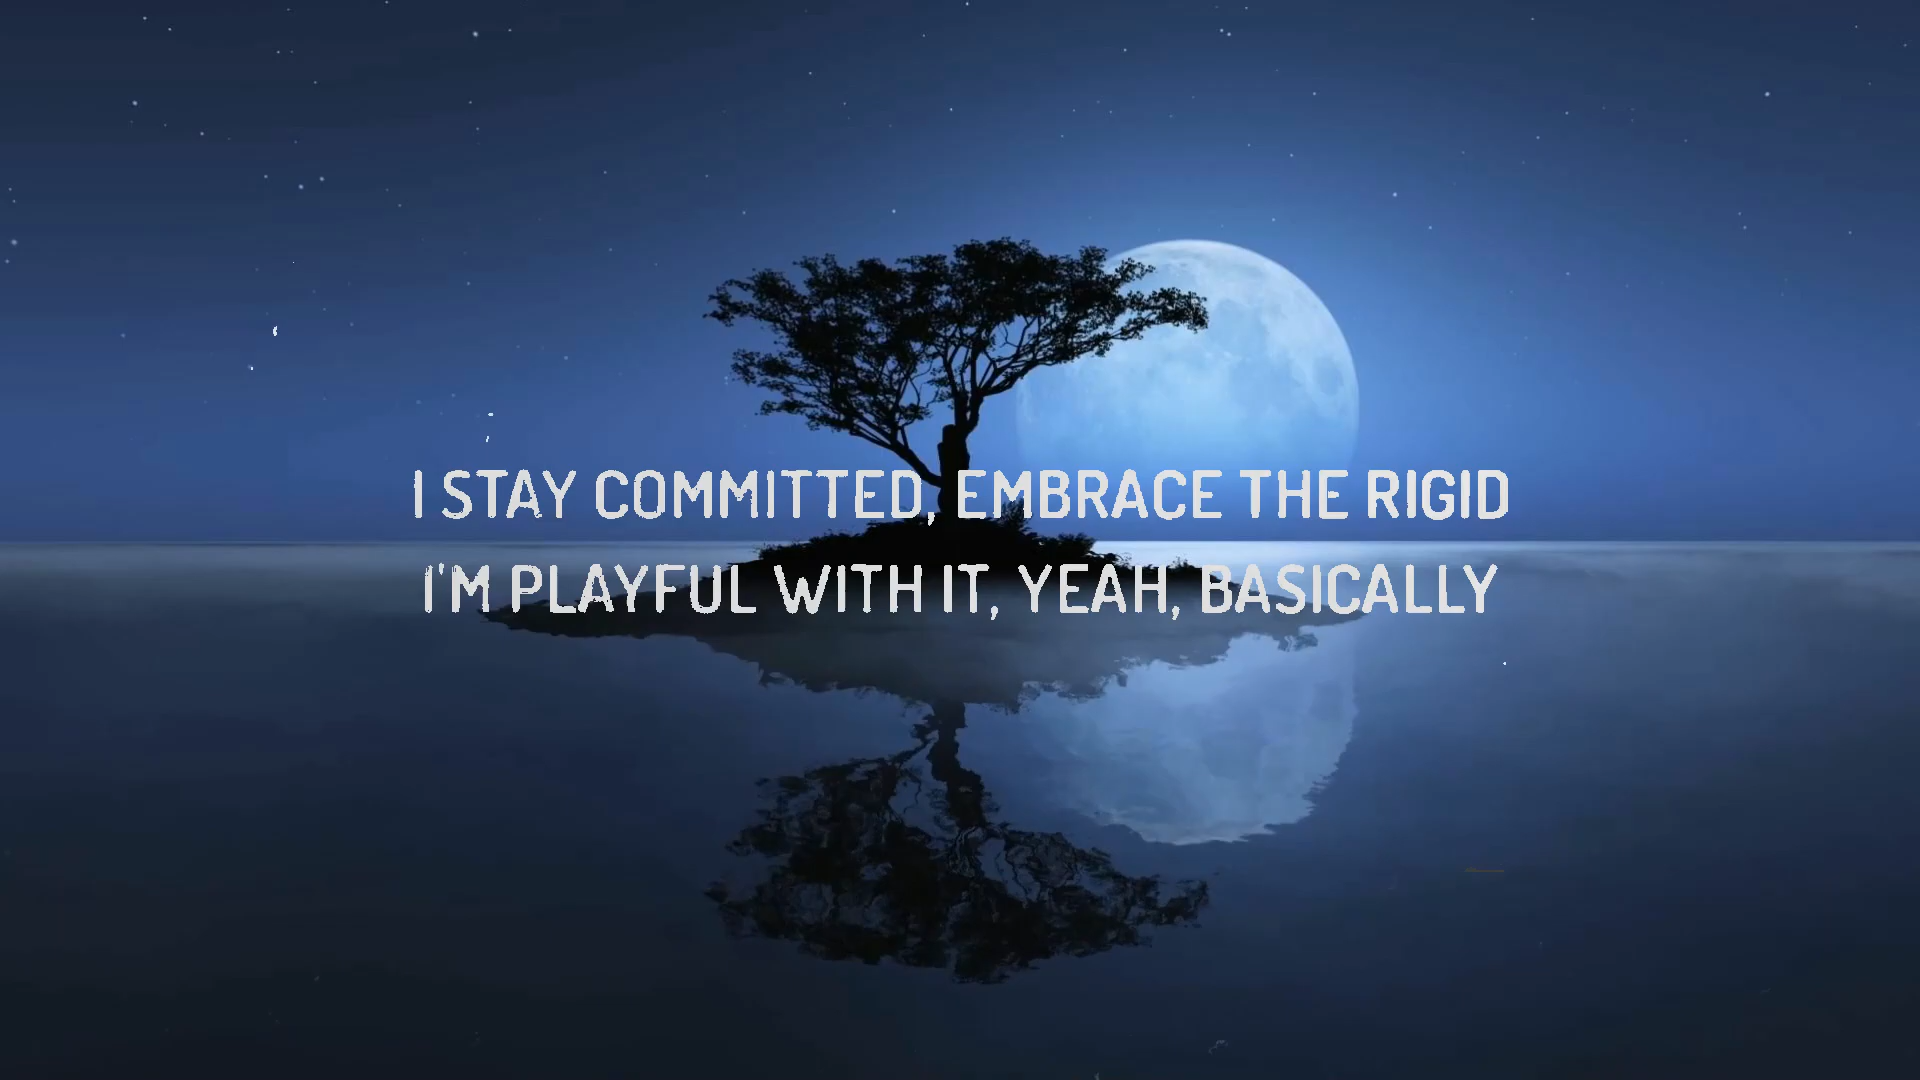 I STAY COMMITTED, EMBRACE THE RIGID
I'M PLAYFUL WITH IT, YEAH, BASICALLY